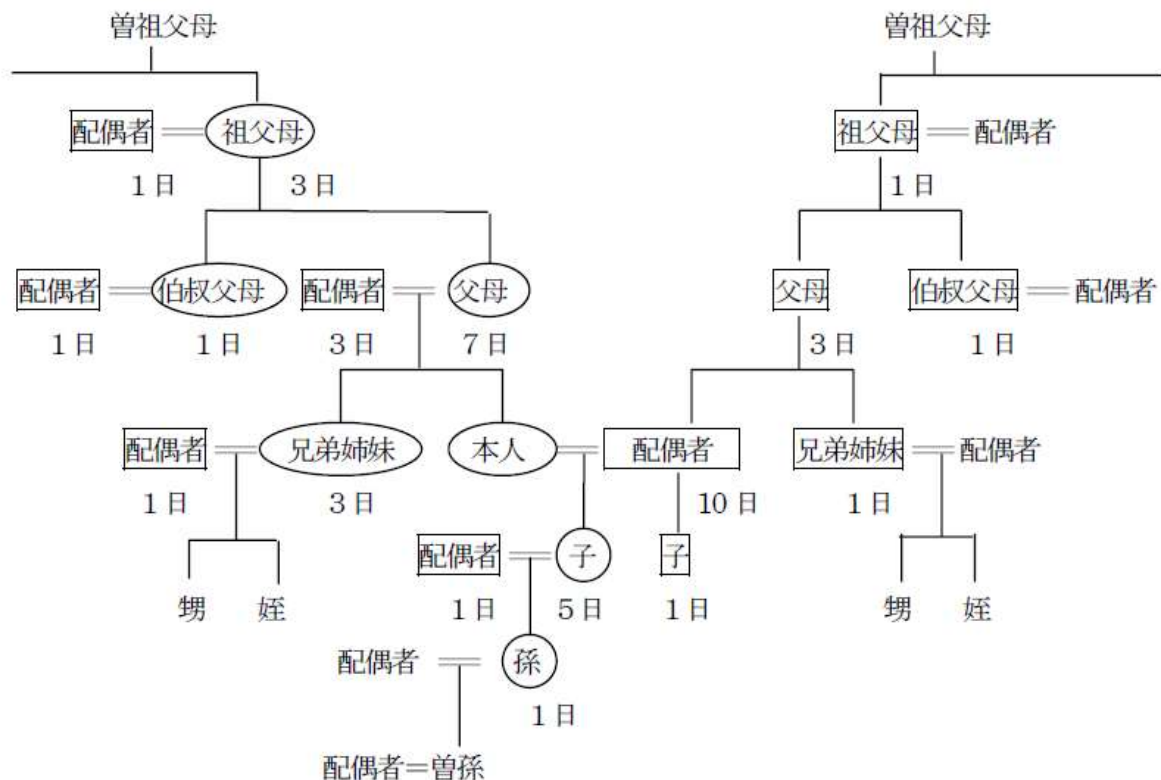 曽祖父母 曽祖父母
配偶者 祖父母 祖父母 配偶者
1日 3日 1日
配偶者 伯叔父母 配偶者 父母 父母 伯叔父母 配偶者
1日 1日 3日 7日 3日 1日
配偶者 兄弟姉妹 本人 配偶者 兄弟姉妹 配偶者
1日 3日 10日 1日
配偶者 子 子
甥 姪 1日 5日 1日 甥 姪
配偶者 孫
1日
配偶者=曽孫